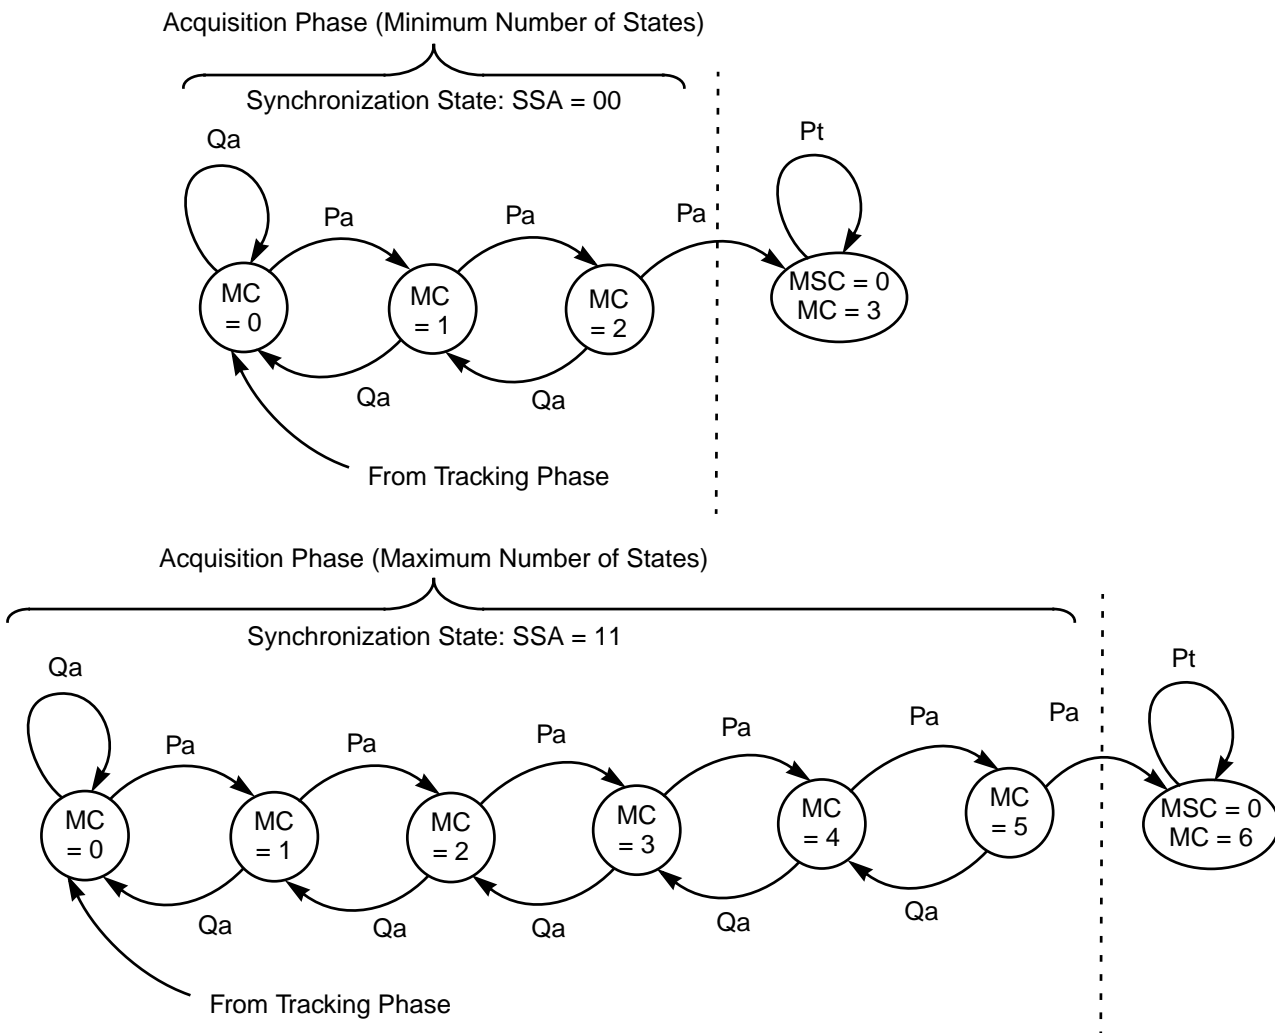 Acquisition Phase (Minimum Number of States)
Synchronization State: SSA = 00
Qa
Pt
Pa
Pa
Pa
MC
= 0
MC
= 1
MC
= 2
MSC = 0
MC = 3
Qa
Qa
From Tracking Phase
Acquisition Phase (Maximum Number of States)
Synchronization State: SSA = 11
Qa
Pt
Pa
Pa
Pa
Pa
Pa
Pa
MC
= 0
MC
= 1
MC
= 2
MC
= 3
MC
= 4
MC
= 5
MSC = 0
MC = 6
Qa
Qa
Qa
Qa
Qa
From Tracking Phase